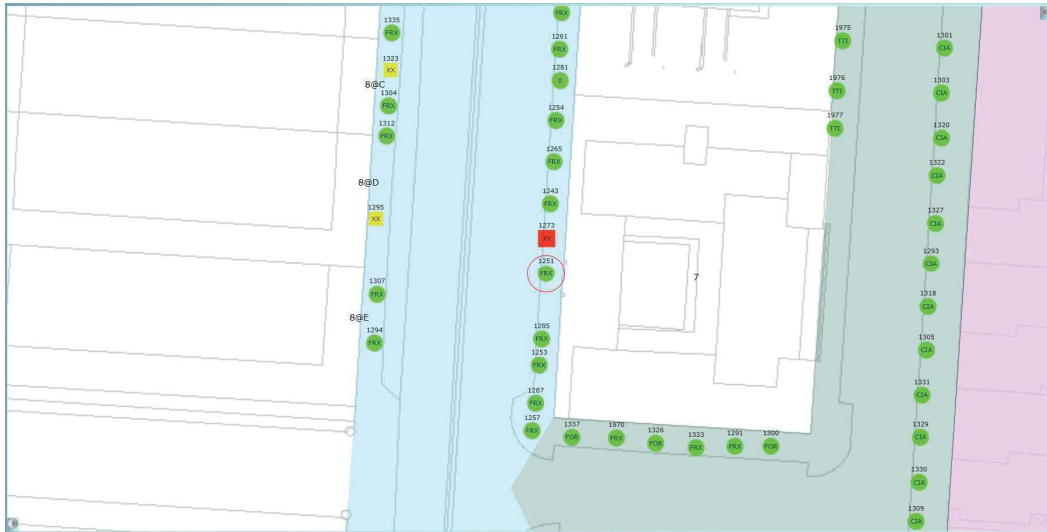 1335
FRX
1323
XX
8@C
1304
FRX
1312
FRX
8@D
1295
XX
1307
FRX
8@E
1294
FRX
FRX
1261
FRX
1281
0
1254
FRX
1265
FRX
1243
FRX
1273
XY
1251
FRX
1285
FRX
1253
FRX
1287
FRX
1257
FRX
7
1337
FOR
1970
FRX
1326
FOR
1333
FRX
1291
FRX
1300
FOR
1975
TTI
1976
TTI
1977
TTI
1301
CIA
1303
CIA
1320
CIA
1322
CIA
1327
CIA
1293
CIA
1318
CIA
1305
CIA
1331
CIA
1329
CIA
1330
CIA
1309
CIA